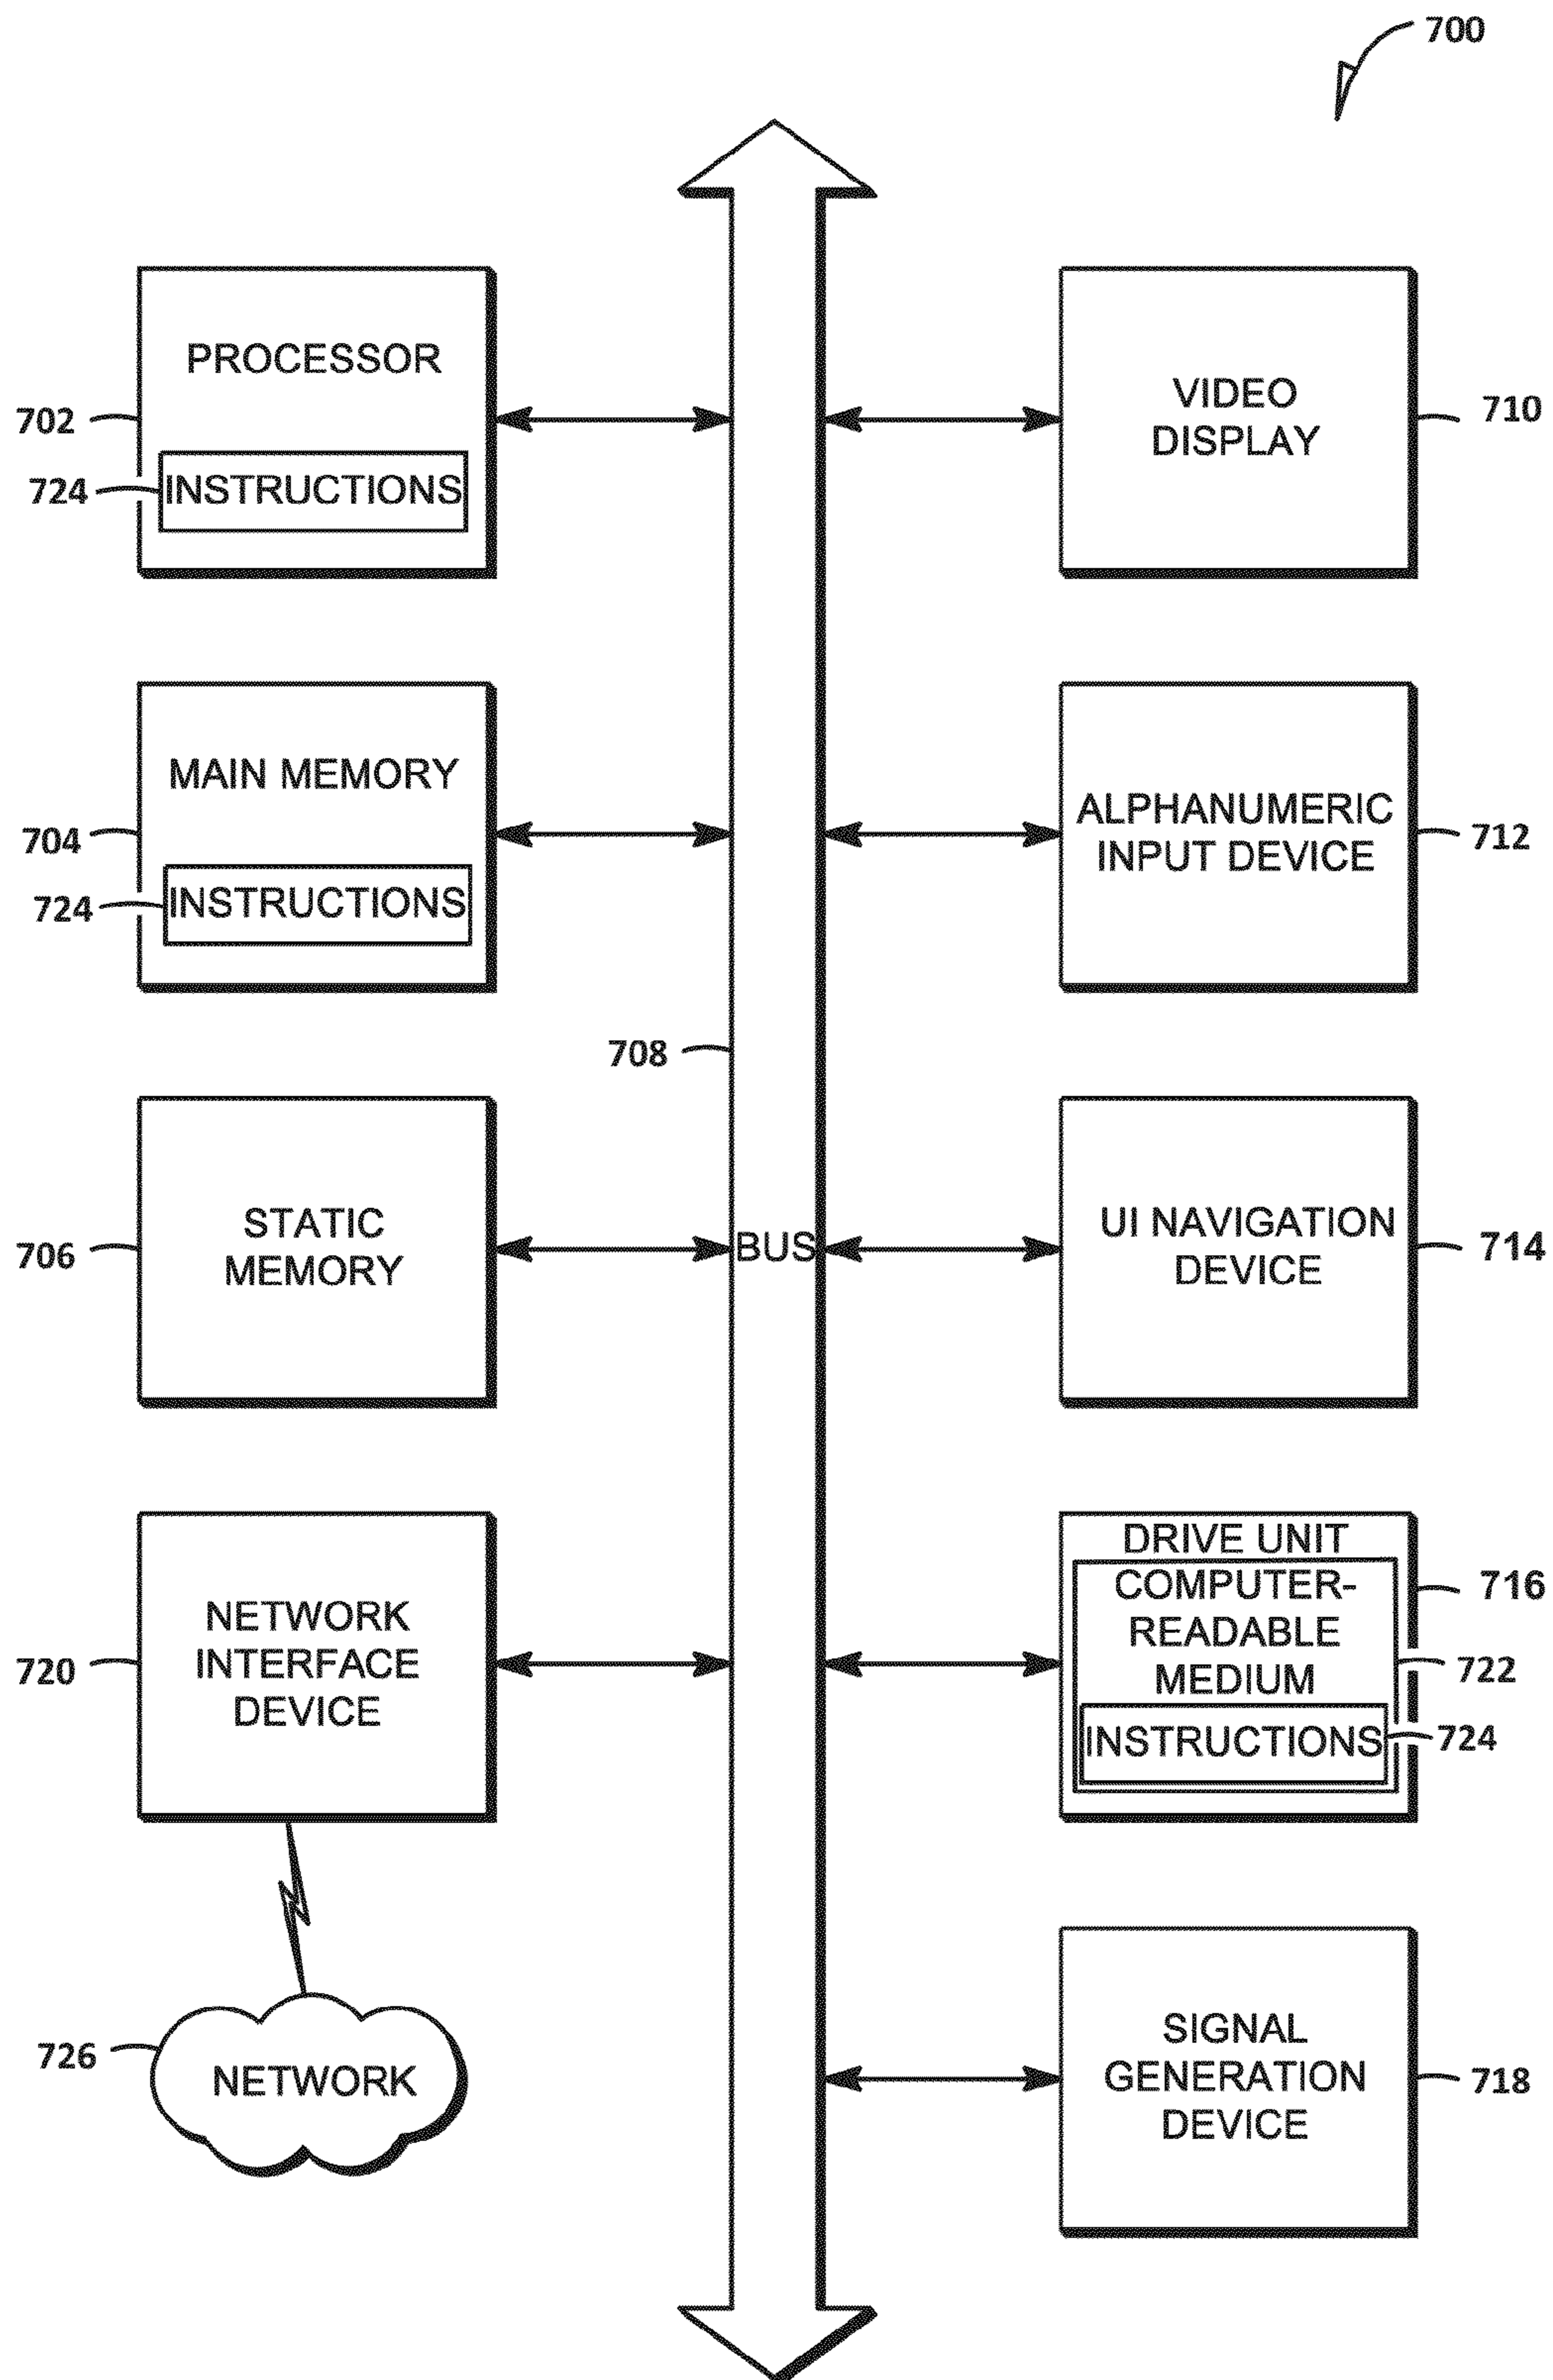 700
PROCESSOR
702
724
INSTRUCTIONS
VIDEO
DISPLAY
710
MAIN MEMORY
704
724
INSTRUCTIONS
ALPHANUMERIC
INPUT DEVICE
712
708
STATIC
MEMORY
706
BUS
UI NAVIGATION
DEVICE
714
NETWORK
INTERFACE
DEVICE
720
DRIVE UNIT
COMPUTER-
READABLE
MEDIUM
716
722
INSTRUCTIONS
724
726
NETWORK
SIGNAL
GENERATION
DEVICE
718